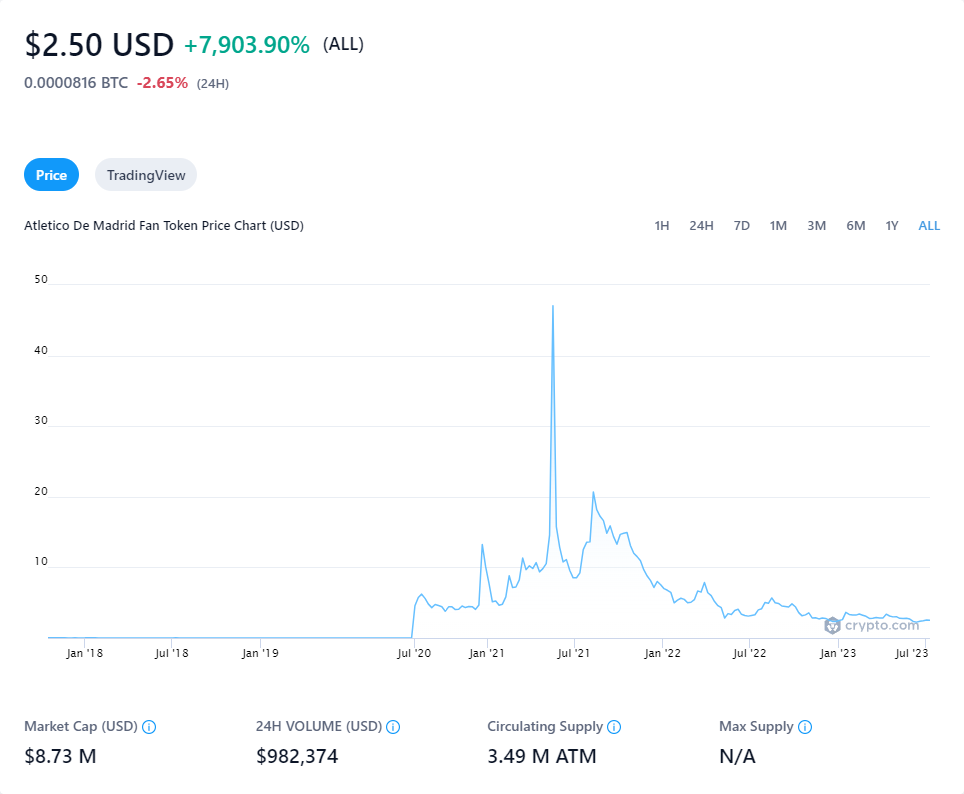 $2.50 USD +7,903.90% (ALL)
0.0000816 BTC -2.65% (24H)
Price TradingView
Atletico De Madrid Fan Token Price Chart (USD) 1H 24H 7D 1M 3M 6M 1Y ALL
50
40
30
20
10
crypto.com
Jan '18 Jul '18 Jan '19 Jul '20 Jan '21 Jul '21 Jan '22 Jul '22 Jan '23 Jul '23
Market Cap (USD) 24H VOLUME (USD) Circulating Supply Max Supply
$8.73 M $982,374 3.49 M ATM N/A